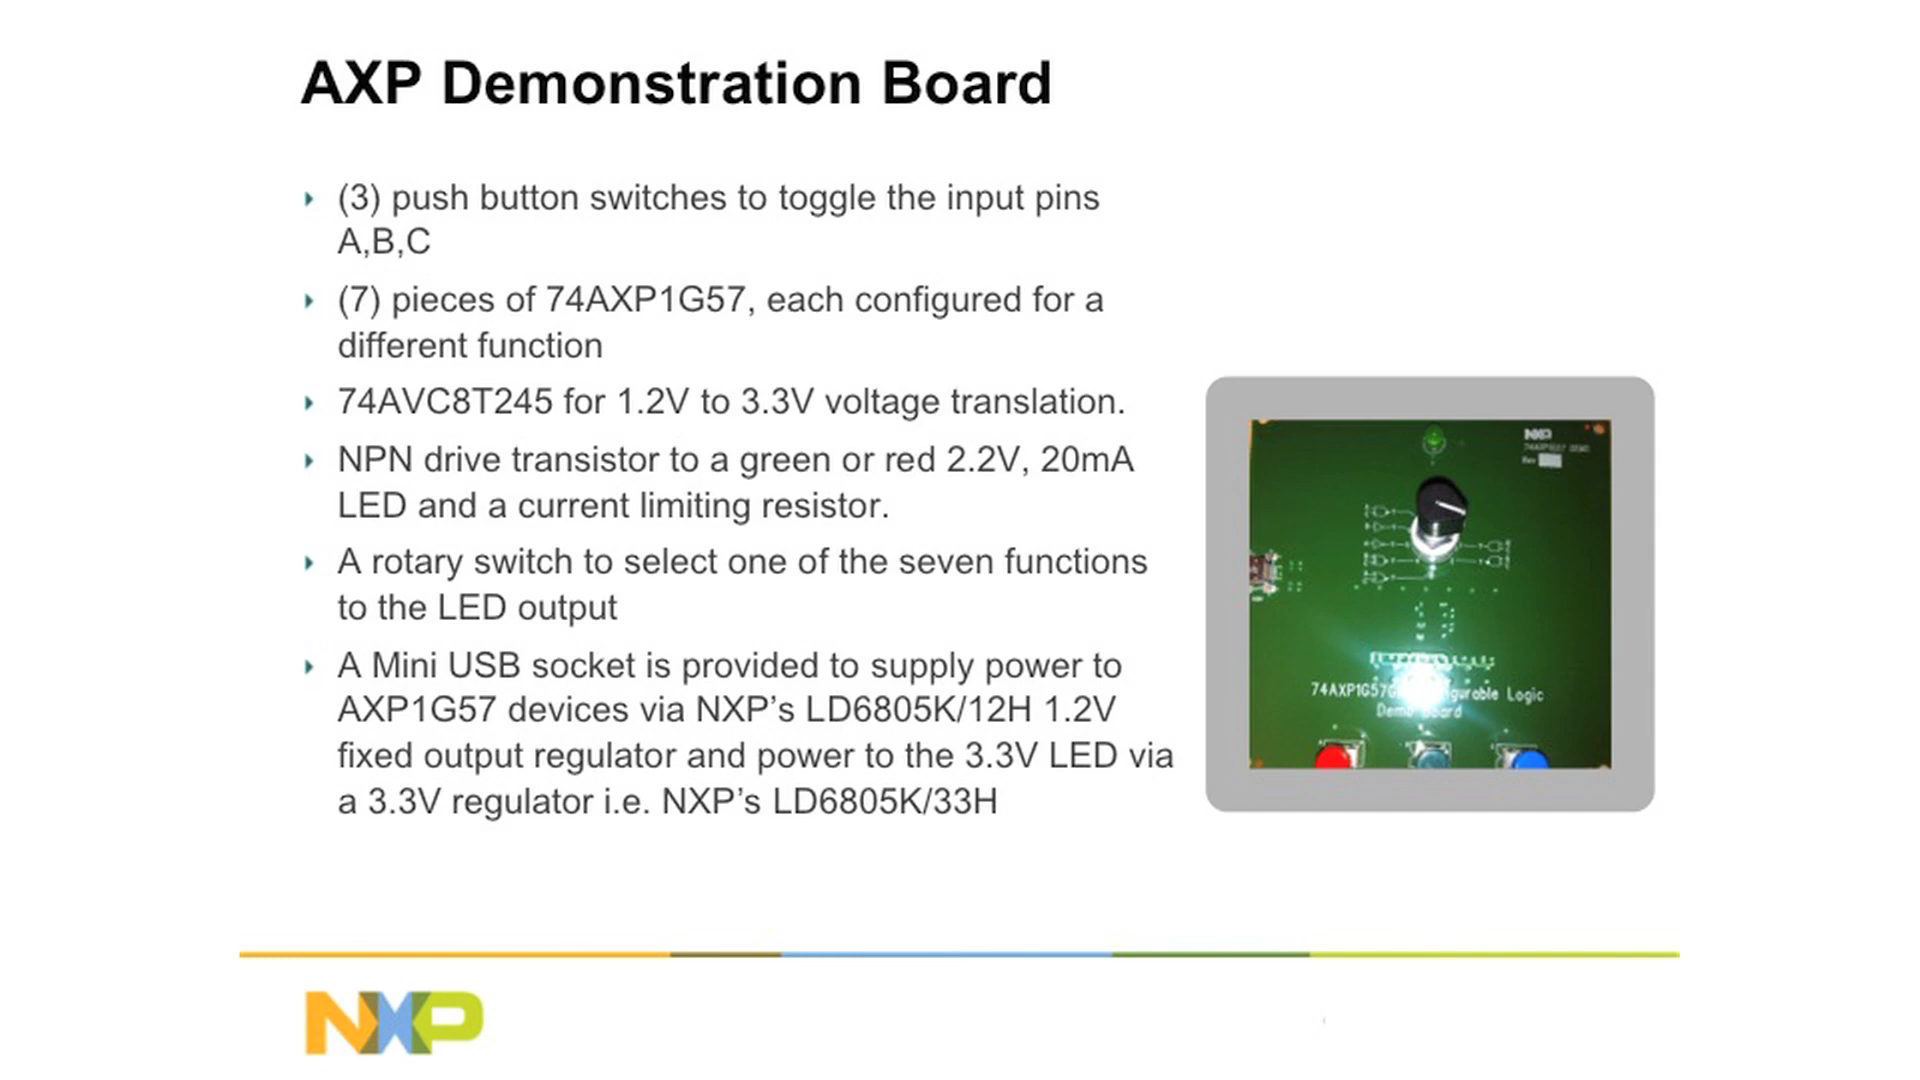 AXP Demonstration Board
(3) push button switches to toggle the input pins
A,B,C
(7) pieces of 74AXP1G57, each configured for a
different function
74AVC8T245 for 1.2V to 3.3V voltage translation.
NPN drive transistor to a green or red 2.2V, 20mA
LED and a current limiting resistor.
A rotary switch to select one of the seven functions
to the LED output
A Mini USB socket is provided to supply power to
AXP1G57 devices via NXP’s LD6805K/12H 1.2V
fixed output regulator and power to the 3.3V LED via
a 3.3V regulator i.e. NXP’s LD6805K/33H
NXP
Rev
74AXP1G57 Logic
Board
NXP